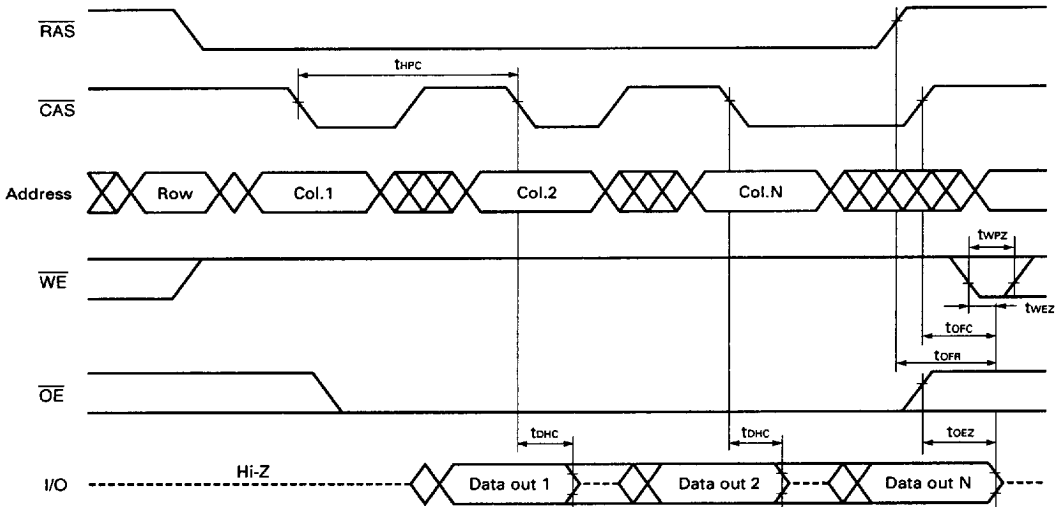 RAS
tHPC
CAS
Address Row Col.1 Col.2 Col.N
tWPZ
WE
tWEZ
tOFC
tOFR
OE
tDHC tDHC tOEZ
Hi-Z
I/O Data out 1 Data out 2 Data out N